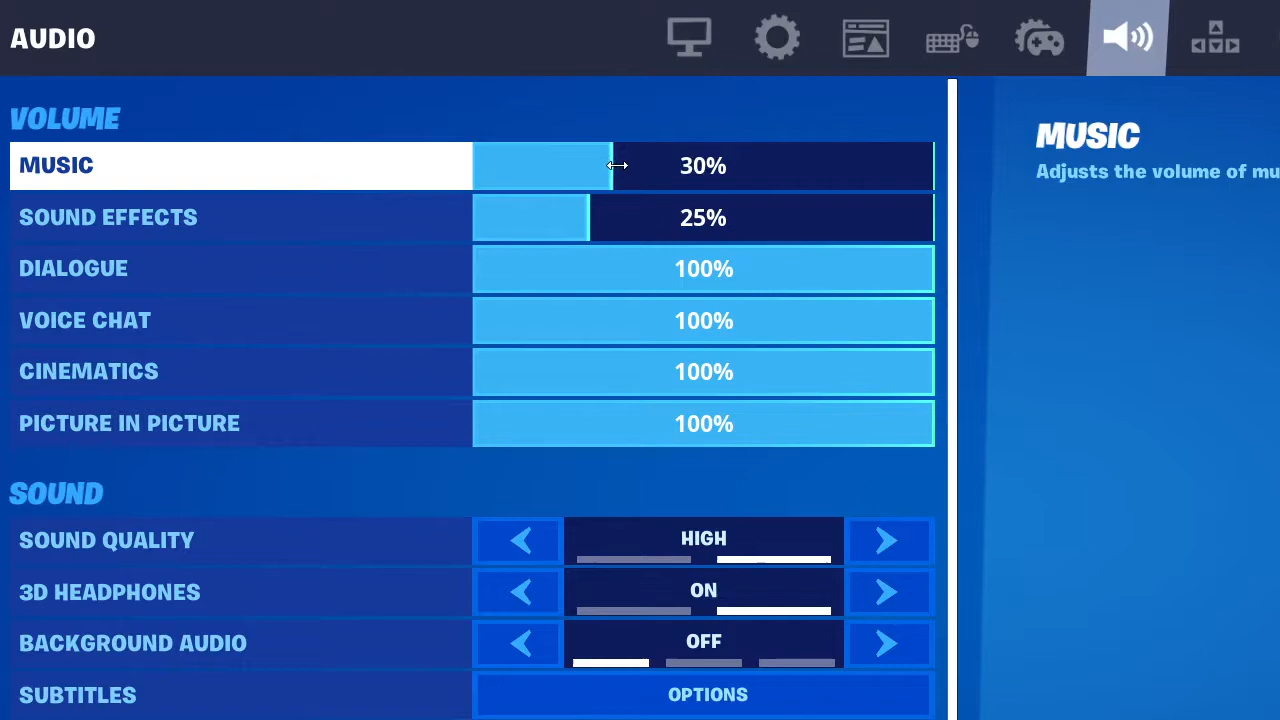 AUDIO
VOLUME
MUSIC 30%
SOUND EFFECTS 25%
DIALOGUE 100%
VOICE CHAT 100%
CINEMATICS 100%
PICTURE IN PICTURE 100%
SOUND
SOUND QUALITY HIGH
3D HEADPHONES ON
BACKGROUND AUDIO OFF
SUBTITLES OPTIONS
MUSIC
Adjusts the volume of mu